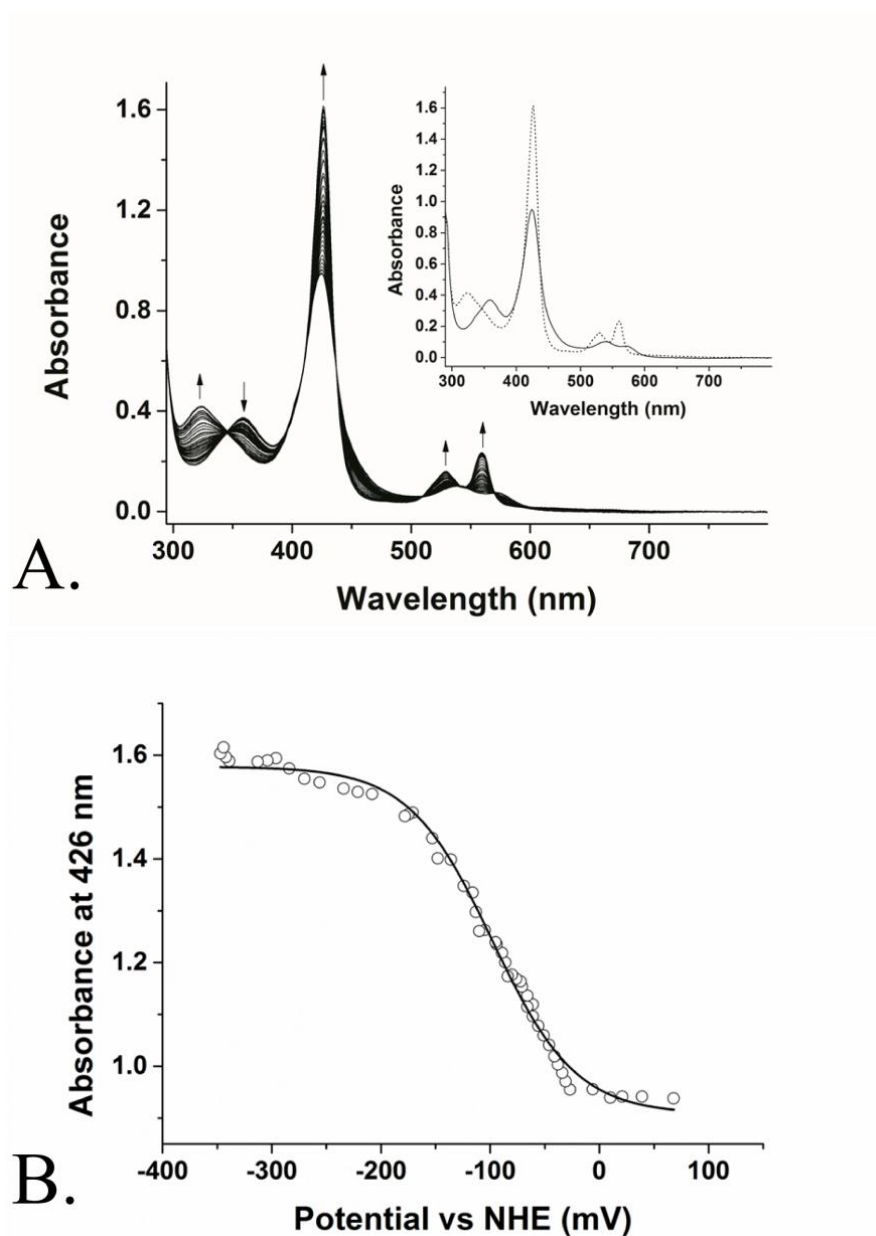 1.6
1.2
0.8
0.4
0.0
Absorbance
300 400 500 600 700
Wavelength (nm)
1.6
1.4
1.2
1.0
0.8
0.6
0.4
0.2
0.0
Absorbance
300 400 500 600 700
Wavelength (nm)
A.
1.6
1.4
1.2
1.0
Absorbance at 426 nm
-400 -300 -200 -100 0 100
Potential vs NHE (mV)
B.